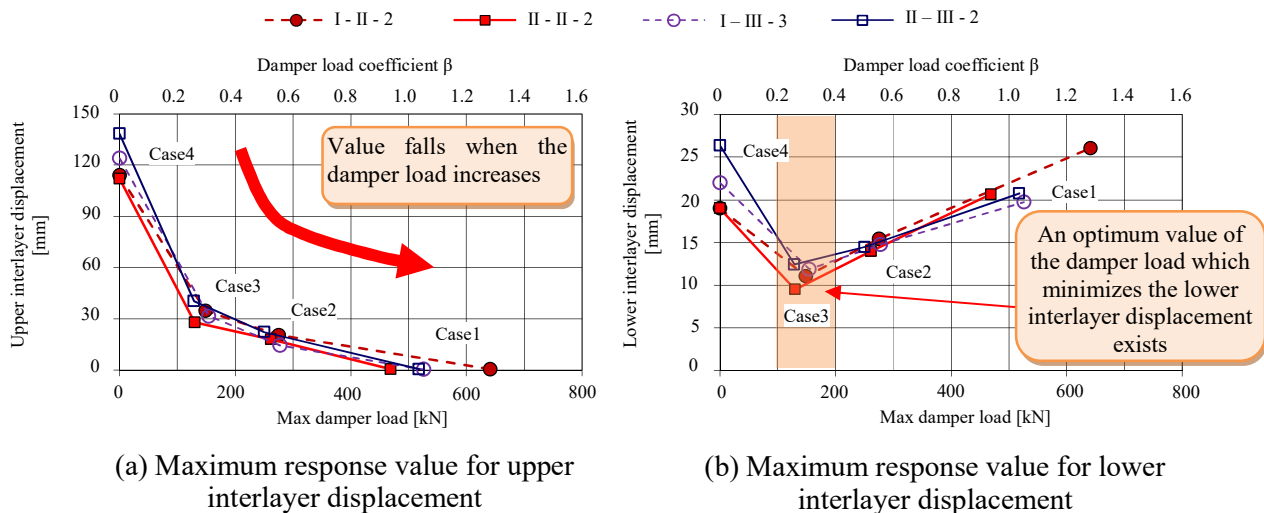 I - II - 2
II - II - 2
I – III - 3
II – III - 2
Damper load coefficient β
0 0.2 0.4 0.6 0.8 1.0 1.2 1.4 1.6
150
120
90
60
30
0
Upper interlayer displacement
[mm]
Case4
Case3
Case2
Case1
Value falls when the
damper load increases
0 200 400 600 800
Max damper load [kN]
(a) Maximum response value for upper
interlayer displacement
Damper load coefficient β
0 0.2 0.4 0.6 0.8 1.0 1.2 1.4 1.6
30
25
20
15
10
5
0
Lower interlayer displacement
[mm]
Case4
Case1
Case2
Case3
An optimum value of
the damper load which
minimizes the lower
interlayer displacement
exists
0 200 400 600 800
Max damper load [kN]
(b) Maximum response value for lower
interlayer displacement